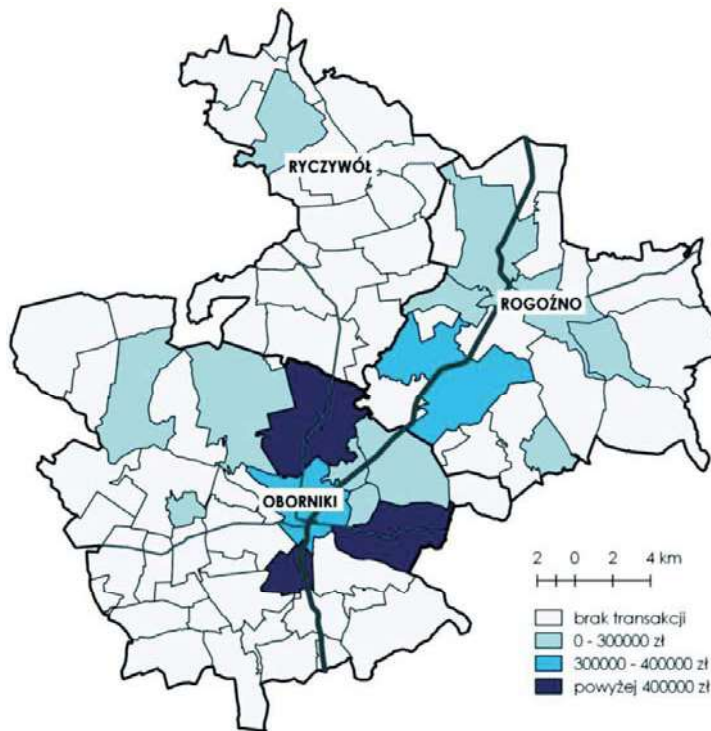 RYCZYWÓŁ
ROGOŹNO
OBORNIKI
2 0 2 4 km
brak transakcji
0 - 300000 zł
300000 - 400000 zł
powyżej 400000 zł